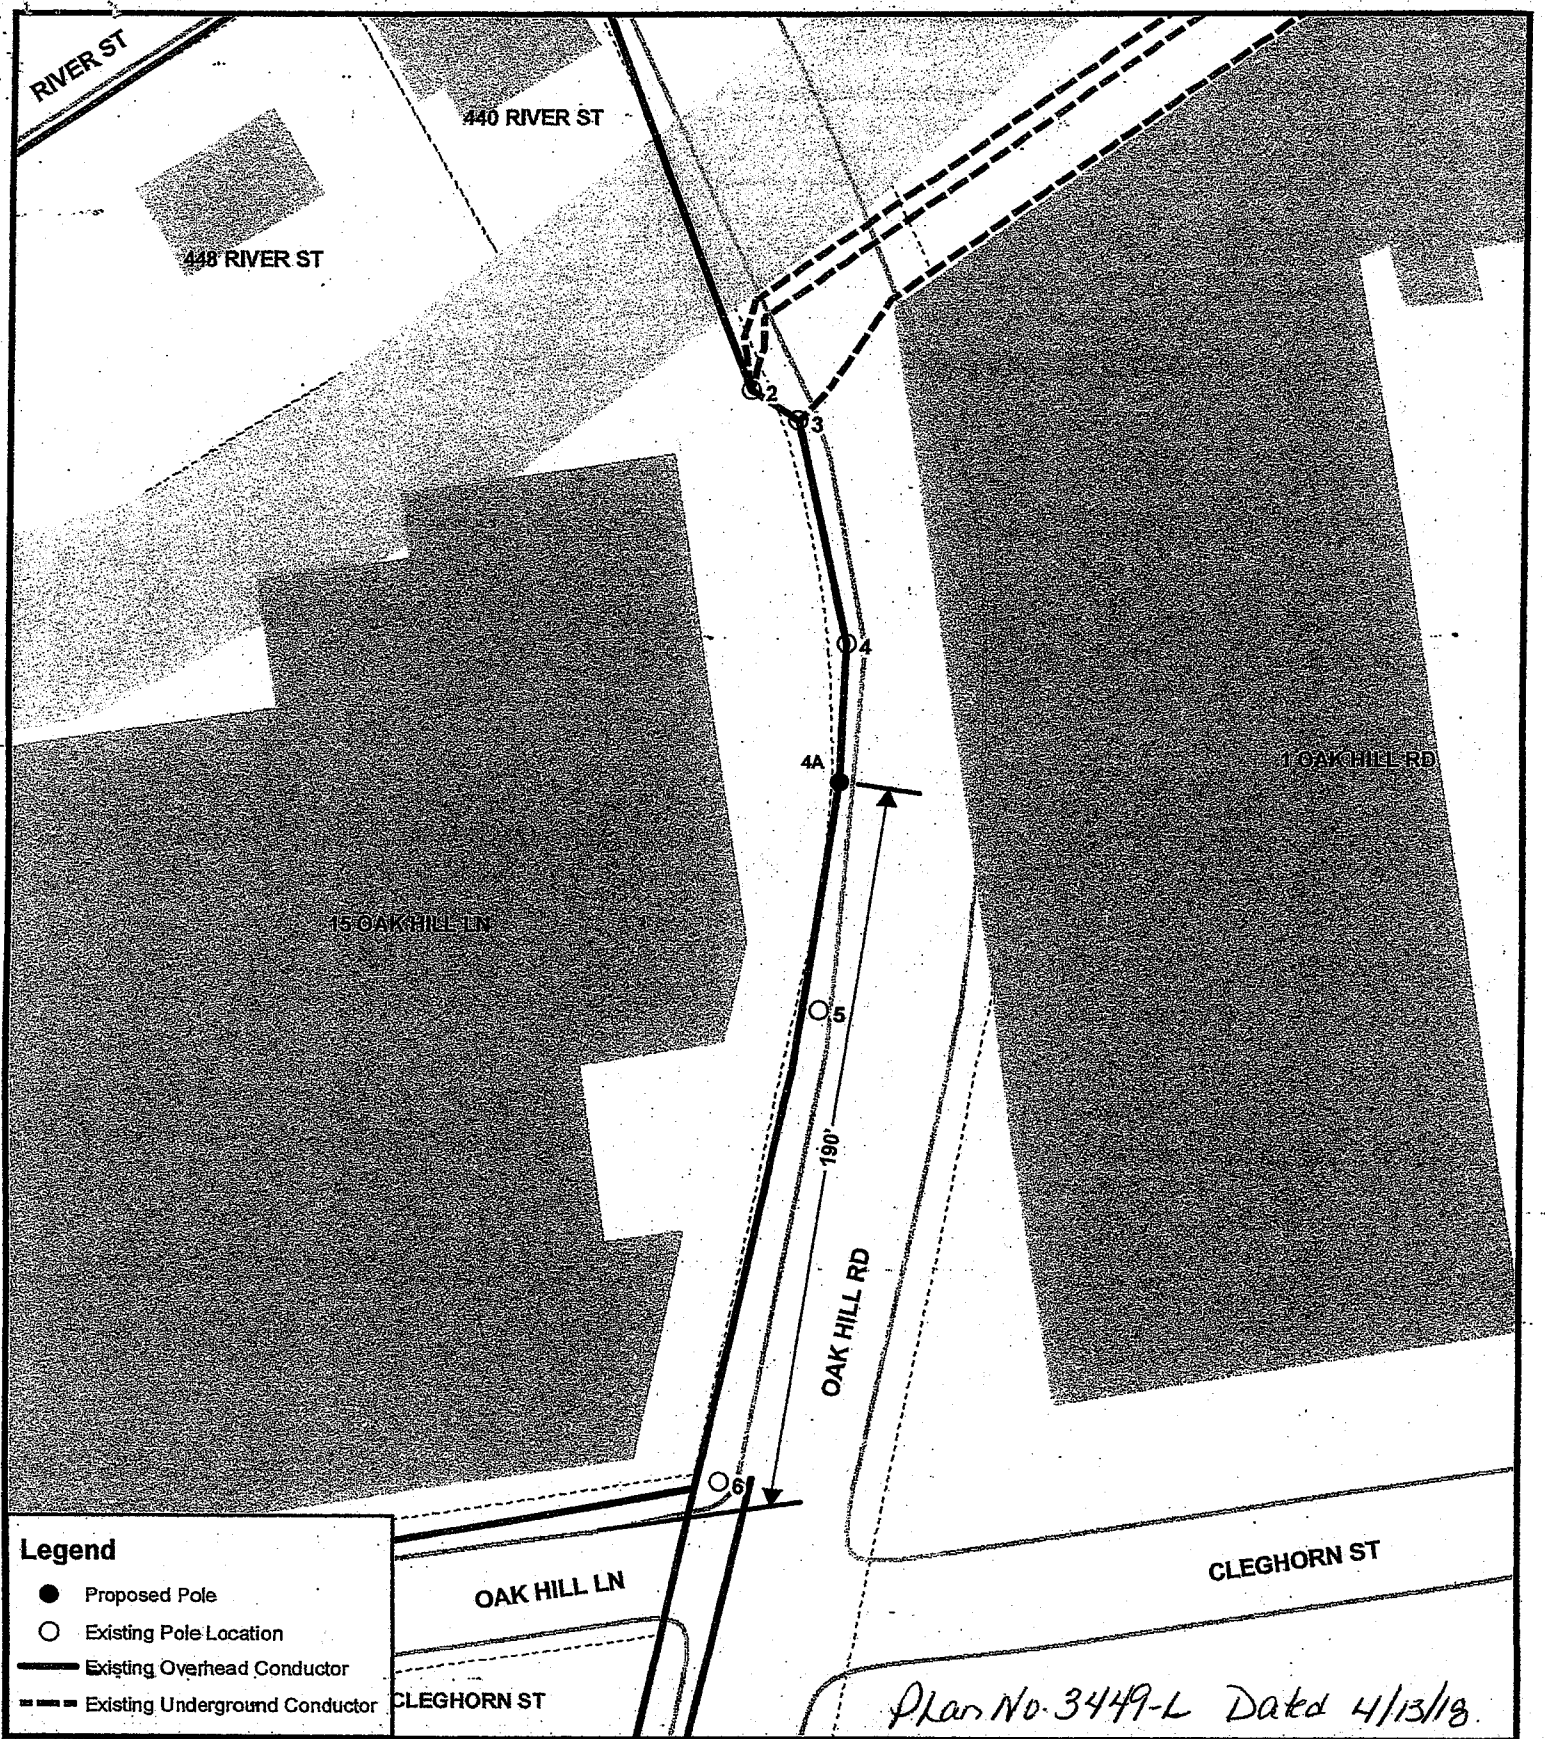 RIVER ST
440 RIVER ST
448 RIVER ST
2
3
4
4A
1 OAK HILL RD
15 OAK HILL LN
5
190'
OAK HILL RD
6
Legend
Proposed Pole
Existing Pole Location
Existing Overhead Conductor
Existing Underground Conductor
OAK HILL LN
CLEGHORN ST
CLEGHORN ST
Plan No. 3449-L Dated 4/13/18.